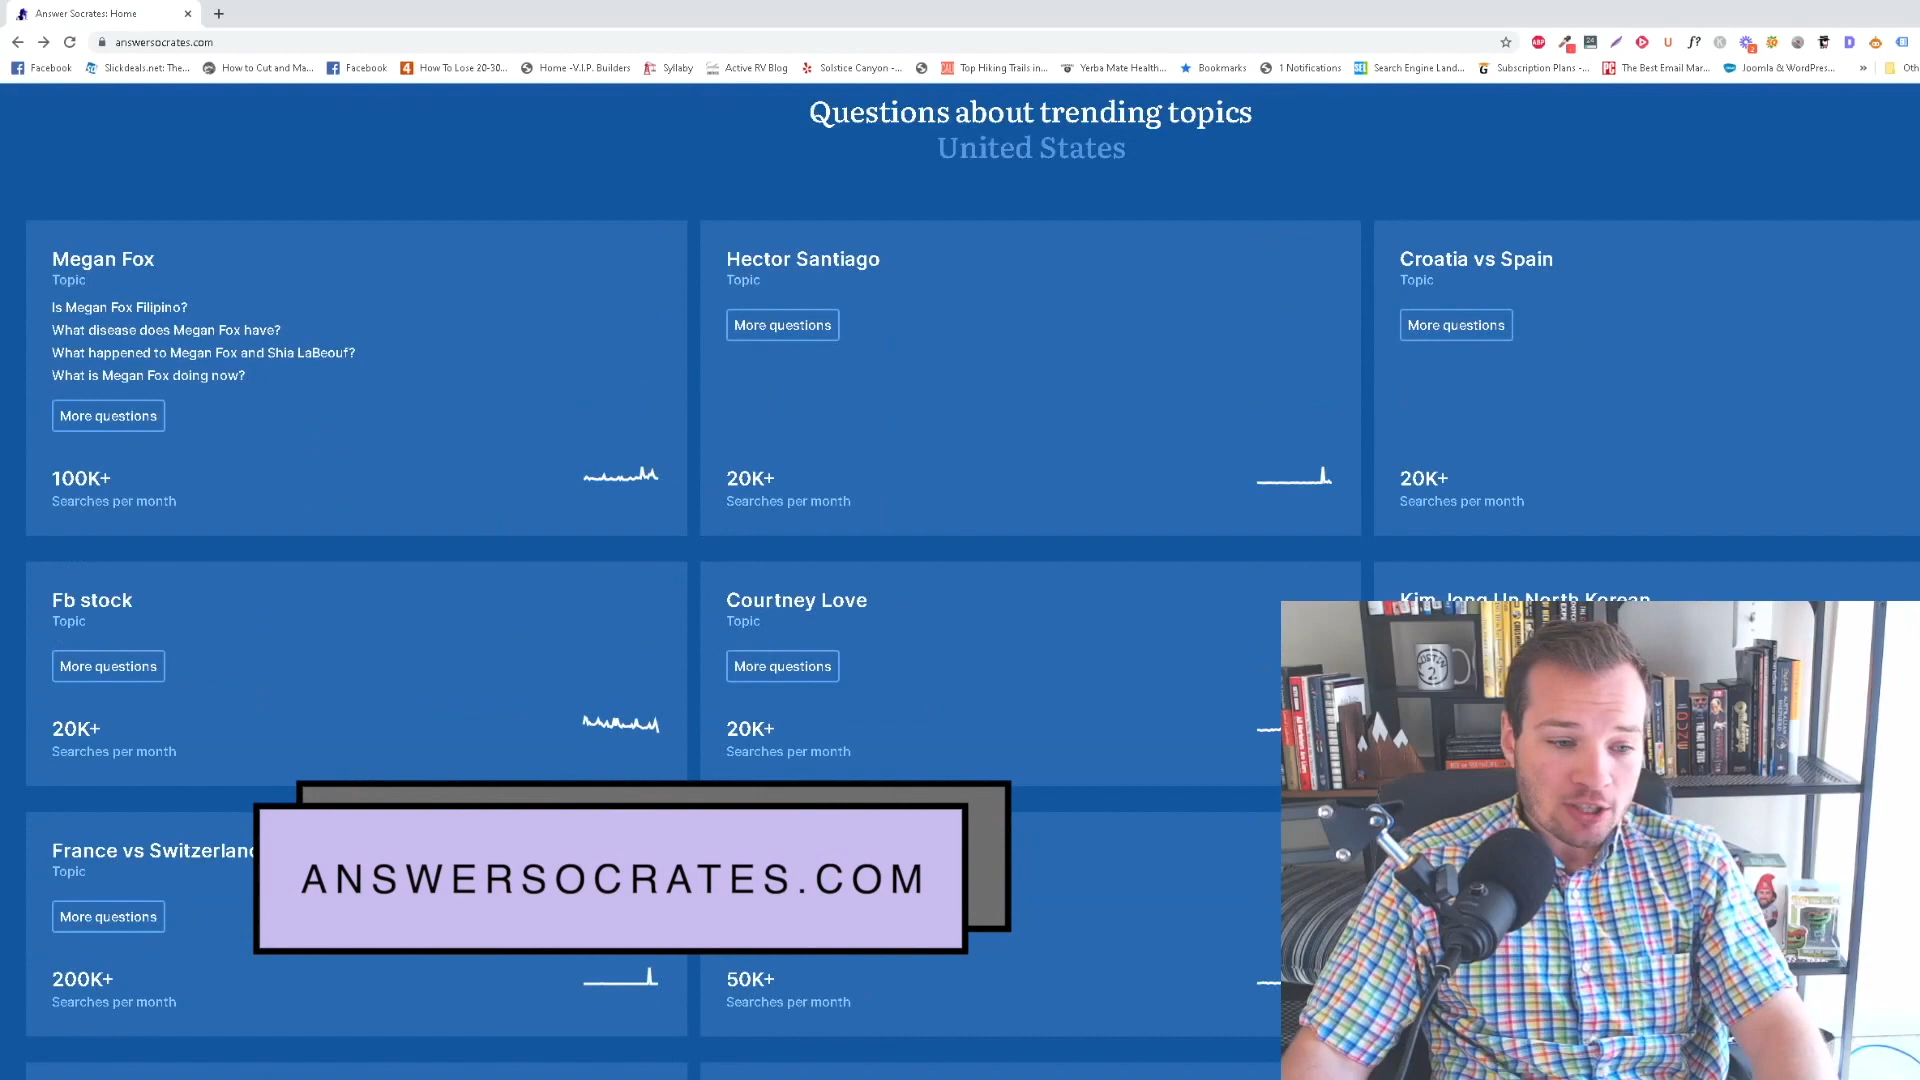 Answer Socrates: Home
answersocrates.com
Facebook
Slickdeals.net: The...
How to Cut and Ma...
Facebook
How To Lose 20-30...
Home -V.I.P. Builders
Syllaby
Active RV Blog
Solstice Canyon -...
Top Hiking Trails in...
Yerba Mate Health...
Bookmarks
1 Notifications
Search Engine Land...
Subscription Plans -...
The Best Email Mar...
Joomla & WordPres...
»
Oth
Questions about trending topics
United States
Megan Fox
Topic
Is Megan Fox Filipino?
What disease does Megan Fox have?
What happened to Megan Fox and Shia LaBeouf?
What is Megan Fox doing now?
More questions
100K+
Searches per month
Hector Santiago
Topic
More questions
20K+
Searches per month
Croatia vs Spain
Topic
More questions
20K+
Searches per month
Fb stock
Topic
More questions
20K+
Searches per month
Courtney Love
Topic
More questions
20K+
Searches per month
Kim Jong Un North Korean
France vs Switzerland
Topic
More questions
200K+
Searches per month
50K+
Searches per month
ANSWERSOCRATES.COM